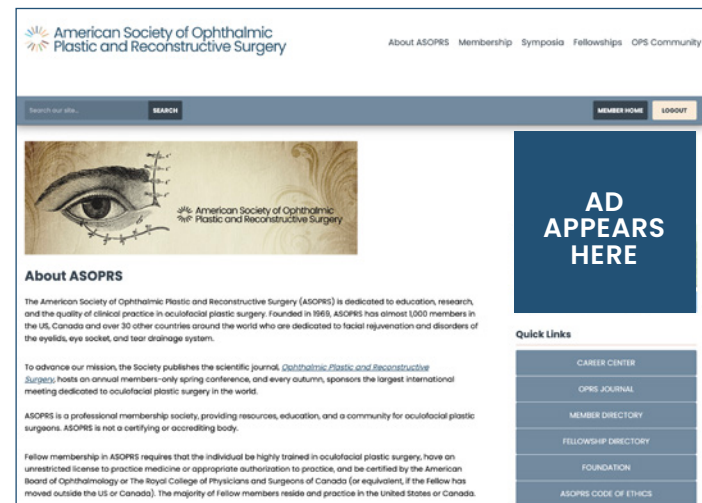 American Society of Ophthalmic
Plastic and Reconstructive Surgery
About ASOPRS Membership Symposia Fellowships OPS Community
Search our site...
SEARCH
MEMBER HOME
LOGOUT
American Society of Ophthalmic
Plastic and Reconstructive Surgery
AD
APPEARS
HERE
About ASOPRS
The American Society of Ophthalmic Plastic and Reconstructive Surgery (ASOPRS) is dedicated to education, research,
and the quality of clinical practice in oculofacial plastic surgery. Founded in 1969, ASOPRS has almost 1,000 members in
the US, Canada and over 30 other countries around the world who are dedicated to facial rejuvenation and disorders of
the eyelids, eye socket, and tear drainage system.
To advance our mission, the Society publishes the scientific journal, Ophthalmic Plastic and Reconstructive
Surgery, hosts an annual members-only spring conference, and every autumn, sponsors the largest international
meeting dedicated to oculofacial plastic surgery in the world.
ASOPRS is a professional membership society, providing resources, education, and a community for oculofacial plastic
surgeons. ASOPRS is not a certifying or accrediting body.
Fellow membership in ASOPRS requires that the individual be highly trained in oculofacial plastic surgery, have an
unrestricted license to practice medicine or appropriate authorization to practice, and be certified by the American
Board of Ophthalmology or The Royal College of Physicians and Surgeons of Canada (or equivalent, if the Fellow has
moved outside the US or Canada). The majority of Fellow members reside and practice in the United States or Canada.
Quick Links
CAREER CENTER
OPRS JOURNAL
MEMBER DIRECTORY
FELLOWSHIP DIRECTORY
FOUNDATION
ASOPRS CODE OF ETHICS